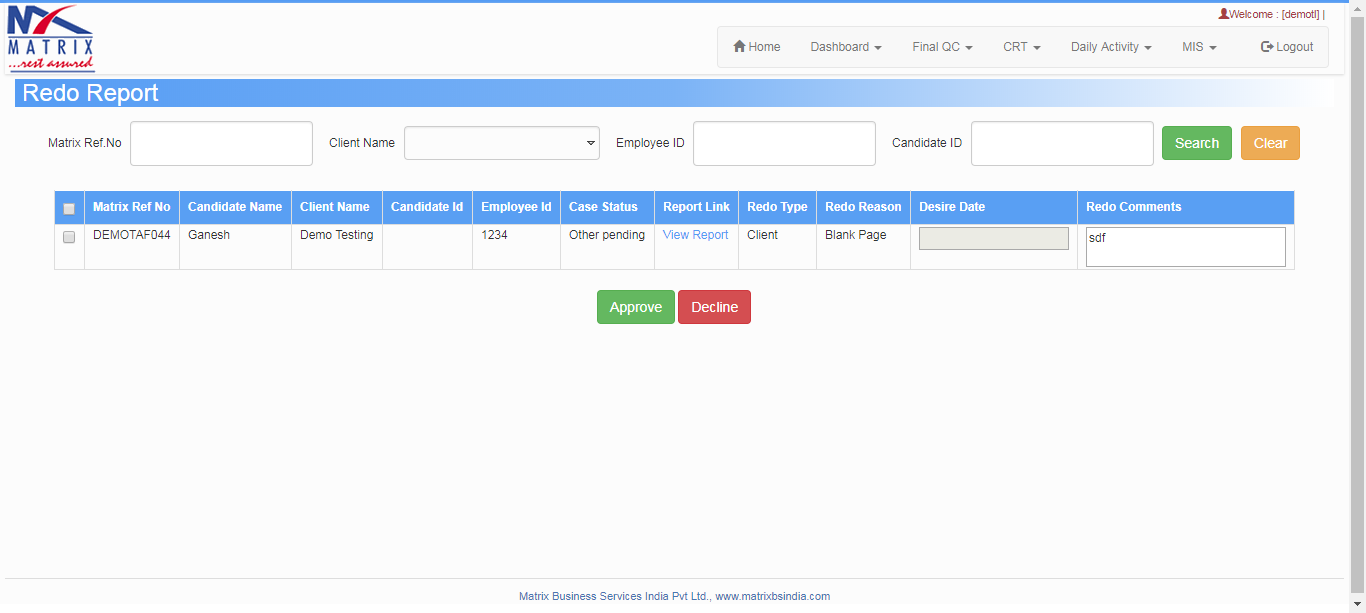 Welcome : [demotl] |
MATRIX
...rest assured
Home Dashboard Final QC CRT Daily Activity MIS Logout
Redo Report
Matrix Ref.No Client Name Employee ID Candidate ID Search Clear
Matrix Ref No Candidate Name Client Name Candidate Id Employee Id Case Status Report Link Redo Type Redo Reason Desire Date Redo Comments
DEMOTAF044 Ganesh Demo Testing 1234 Other pending View Report Client Blank Page sdf
Approve Decline
Matrix Business Services India Pvt Ltd., www.matrixbsindia.com